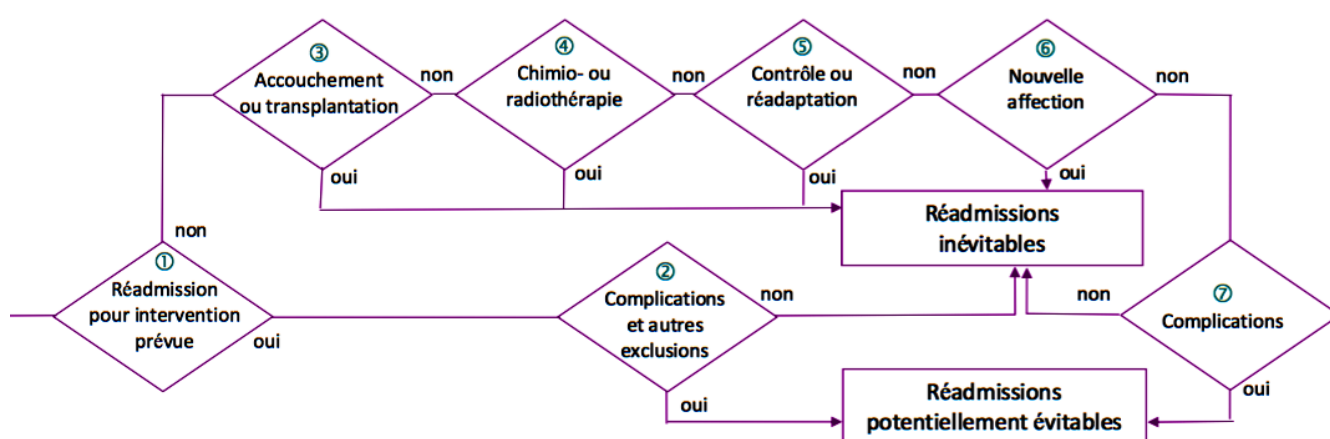 ③
Accouchement
ou transplantation
non
oui
④
Chimio- ou
radiothérapie
non
oui
⑤
Contrôle ou
réadaptation
non
oui
⑥
Nouvelle
affection
non
oui
Réadmissions
inévitables
non
①
Réadmission
pour intervention
prévue
oui
②
Complications
et autres
exclusions
non
oui
non
⑦
Complications
oui
Réadmissions
potentiellement évitables